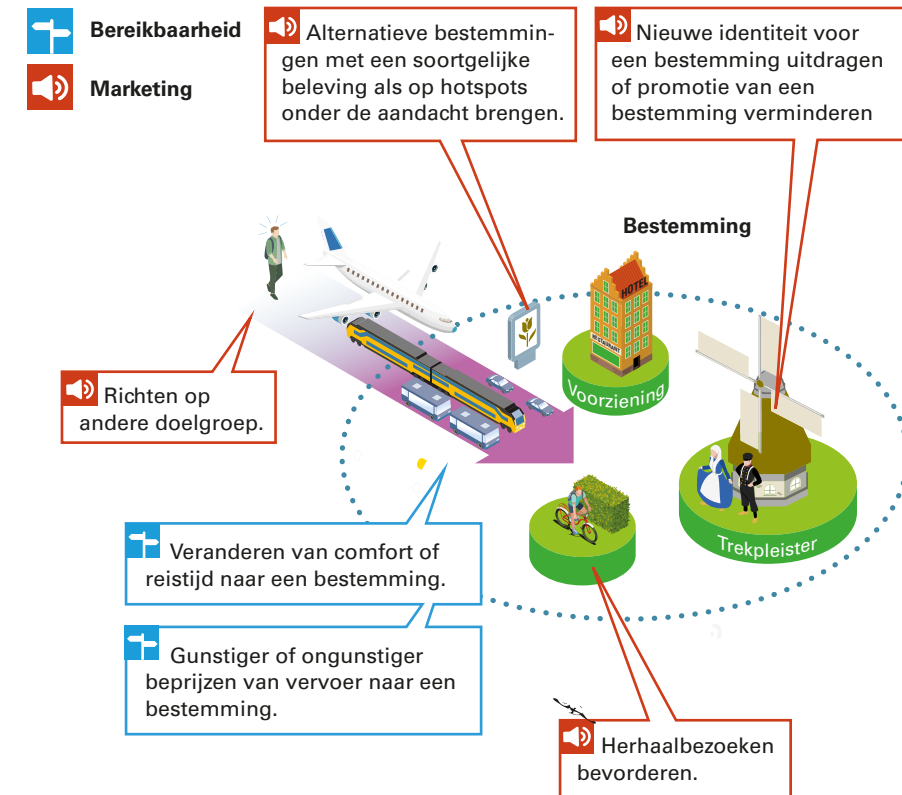 Bereikbaarheid
Marketing
Alternatieve bestemmin-
gen met een soortgelijke
beleving als op hotspots
onder de aandacht brengen.
Nieuwe identiteit voor
een bestemming uitdragen
of promotie van een
bestemming verminderen
Bestemming
HOTEL
RESTAURANT
Voorziening
Richten op
andere doelgroep.
Trekpleister
Veranderen van comfort of
reistijd naar een bestemming.
Gunstiger of ongunstiger
beprijzen van vervoer naar een
bestemming.
Herhaalbezoeken
bevorderen.